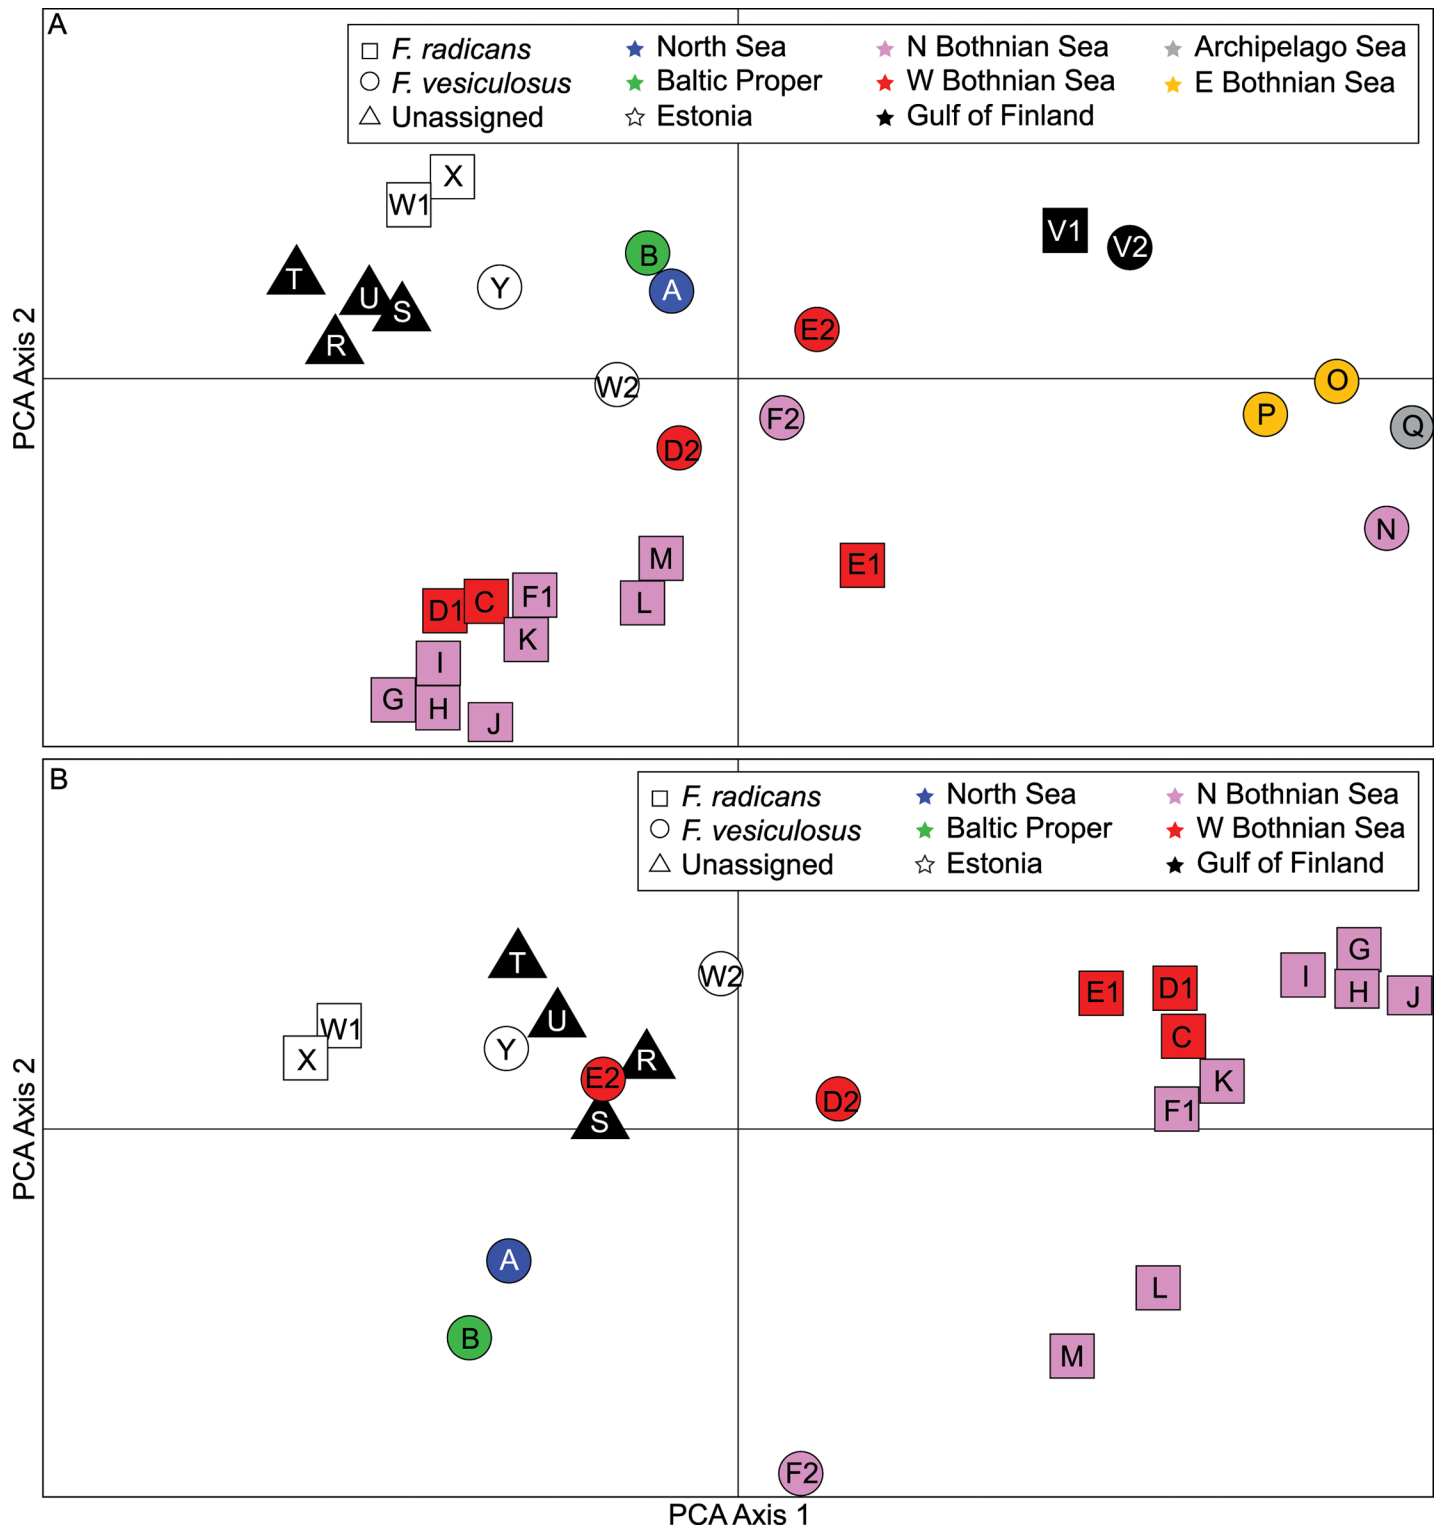 A
F. radicans North Sea N Bothnian Sea Archipelago Sea
F. vesiculosus Baltic Proper W Bothnian Sea E Bothnian Sea
Unassigned Estonia Gulf of Finland
X
W1
V1
V2
B
T
Y
A
U
S
E2
R
O
W2
P
F2
Q
D2
N
M
E1
F1
C
L
D1
K
I
G
H
J
PCA Axis 2
B
F. radicans North Sea N Bothnian Sea
F. vesiculosus Baltic Proper W Bothnian Sea
Unassigned Estonia Gulf of Finland
G
T
W2
I
D1
H
E1
J
U
W1
C
Y
X
R
E2
K
D2
F1
S
A
L
B
M
F2
PCA Axis 2
PCA Axis 1